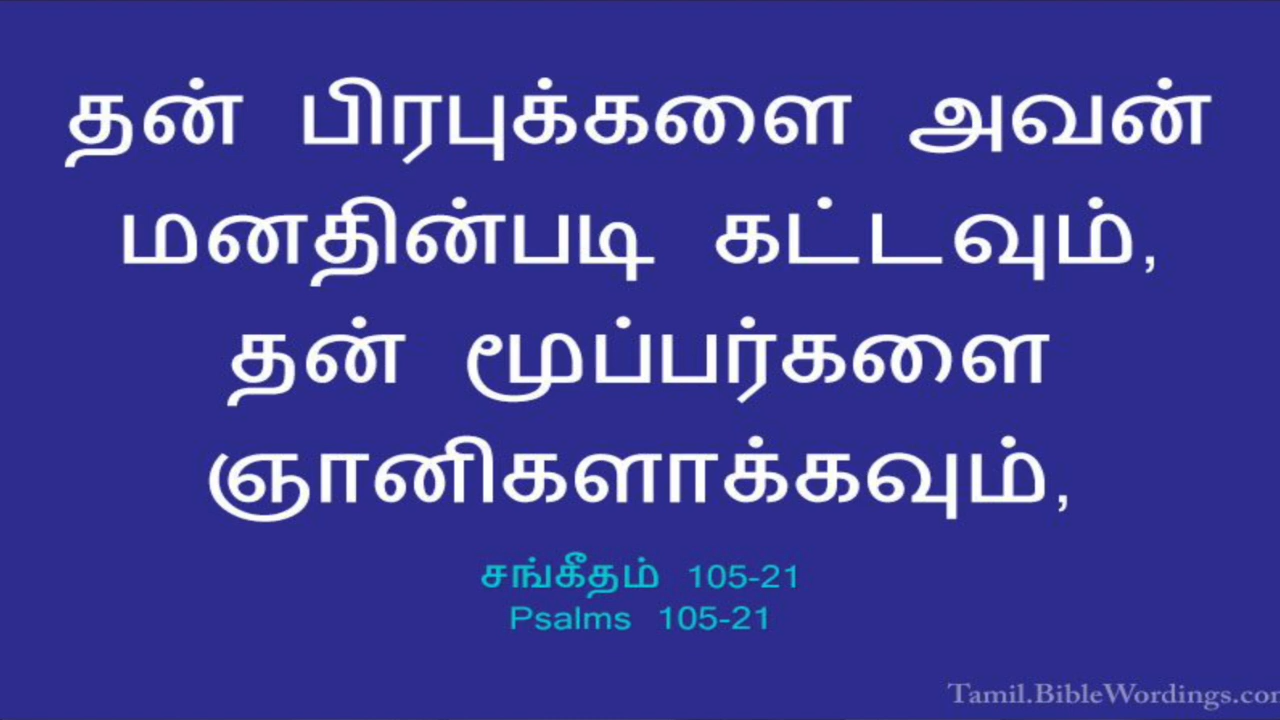 தன் பிரபுக்களை அவன்
மனதின்படி கட்டவும்,
தன் மூப்பர்களை
ஞானிகளாக்கவும்,
சங்கீதம் 105-21
Psalms 105-21
Tamil.BibleWordings.com